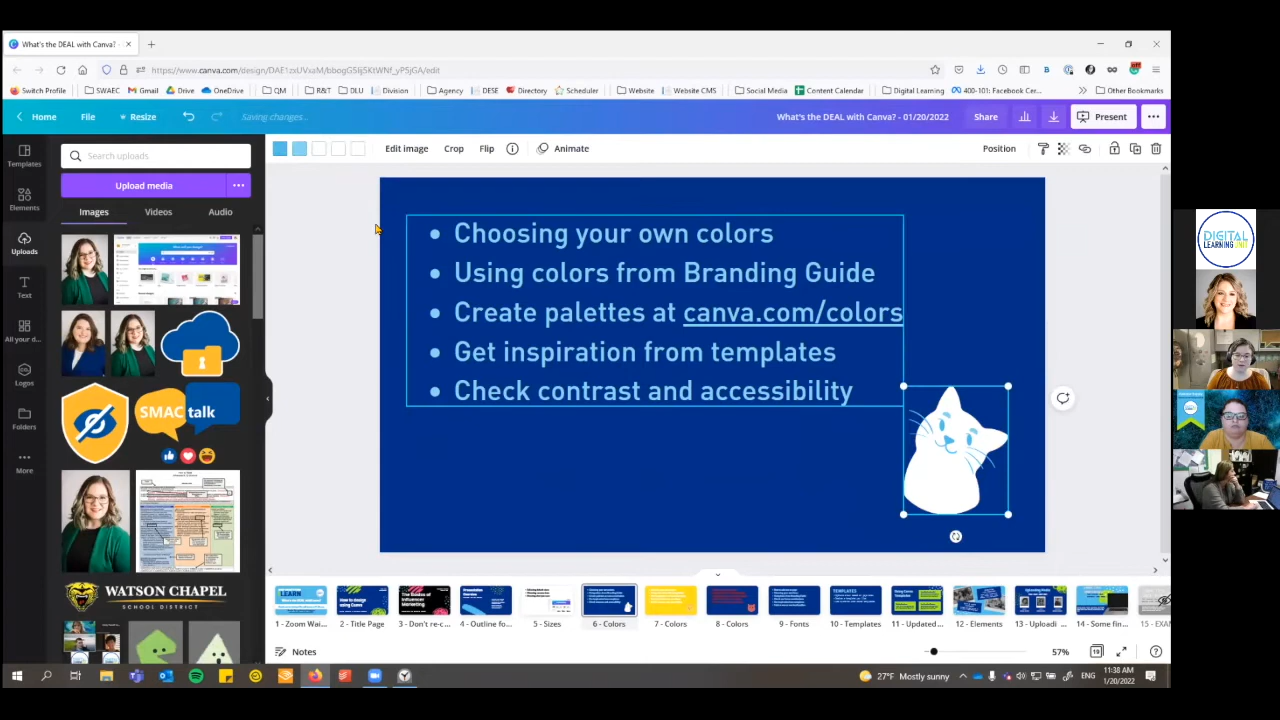 What's the DEAL with Canva? -
https://www.canva.com/design/DAE1zxUVxaM/bbogG5Iij5KtWNf_yP5jGA/edit
Switch Profile SWAEC Gmail Drive OneDrive QM R&T DLU Division Agency DESE Directory Scheduler Website Website CMS Social Media Content Calendar Digital Learning 400-101: Facebook Cer... Other Bookmarks
Home File Resize Saving changes... What's the DEAL with Canva? - 01/20/2022 Share Present
Templates
Elements
Uploads
Text
All your d...
Logos
Folders
More
Search uploads
Upload media
Images Videos Audio
SMAC talk
WATSON CHAPEL
SCHOOL DISTRICT
Edit image Crop Flip Animate Position
Choosing your own colors
Using colors from Branding Guide
Create palettes at canva.com/colors
Get inspiration from templates
Check contrast and accessibility
DIGITAL
LEARNING UNIT
1 - Zoom Wai... 2 - Title Page 3 - Don't re-c... 4 - Outline fo... 5 - Sizes 6 - Colors 7 - Colors 8 - Colors 9 - Fonts 10 - Templates 11 - Updated... 12 - Elements 13 - Uploadi... 14 - Some fin... 15 - EXA
Notes 57% 19
27°F Mostly sunny ENG 11:38 AM
1/20/2022